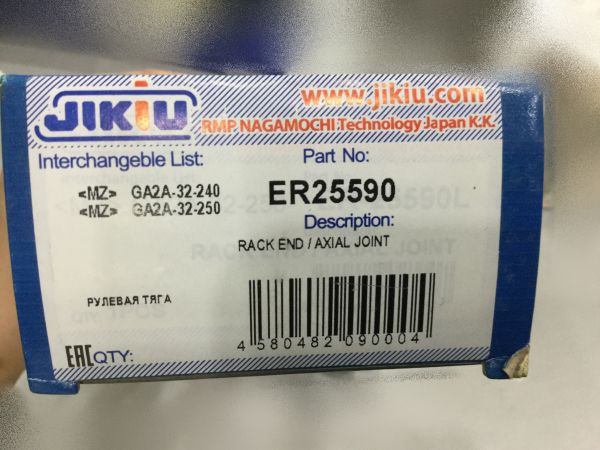 JIKIU
www.jikiu.com
RMP NAGAMOCHI Technology Japan K.K.
Interchangeble List:
Part No:
<MZ> GA2A-32-240
<MZ> GA2A-32-250
ER25590
Description:
RACK END / AXIAL JOINT
РУЛЕВАЯ ТЯГА
4 580482 090004
EAC QTY: